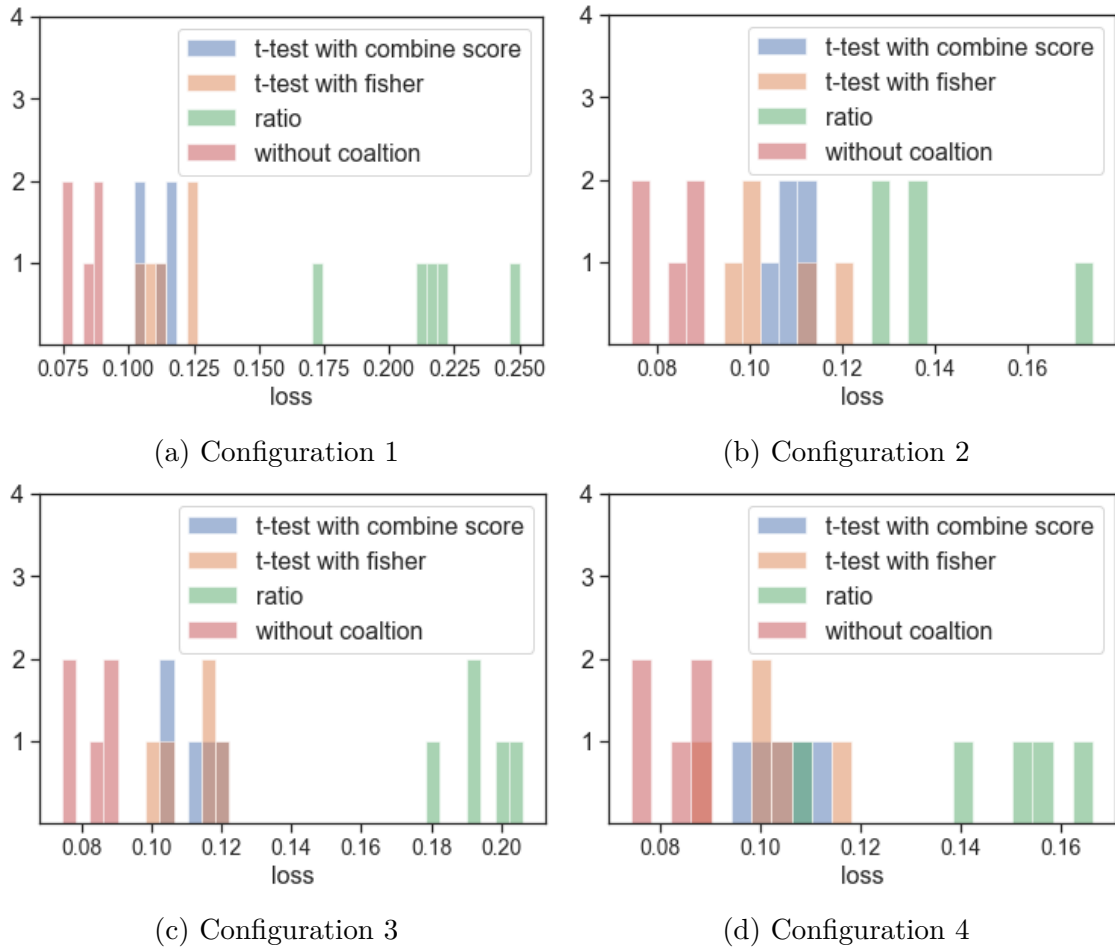 4
3
2
1
t-test with combine score
t-test with fisher
ratio
without coaltion
0.075 0.100 0.125 0.150 0.175 0.200 0.225 0.250
loss
(a) Configuration 1
4
3
2
1
t-test with combine score
t-test with fisher
ratio
without coaltion
0.08 0.10 0.12 0.14 0.16
loss
(b) Configuration 2
4
3
2
1
t-test with combine score
t-test with fisher
ratio
without coaltion
0.08 0.10 0.12 0.14 0.16 0.18 0.20
loss
(c) Configuration 3
4
3
2
1
t-test with combine score
t-test with fisher
ratio
without coaltion
0.08 0.10 0.12 0.14 0.16
loss
(d) Configuration 4